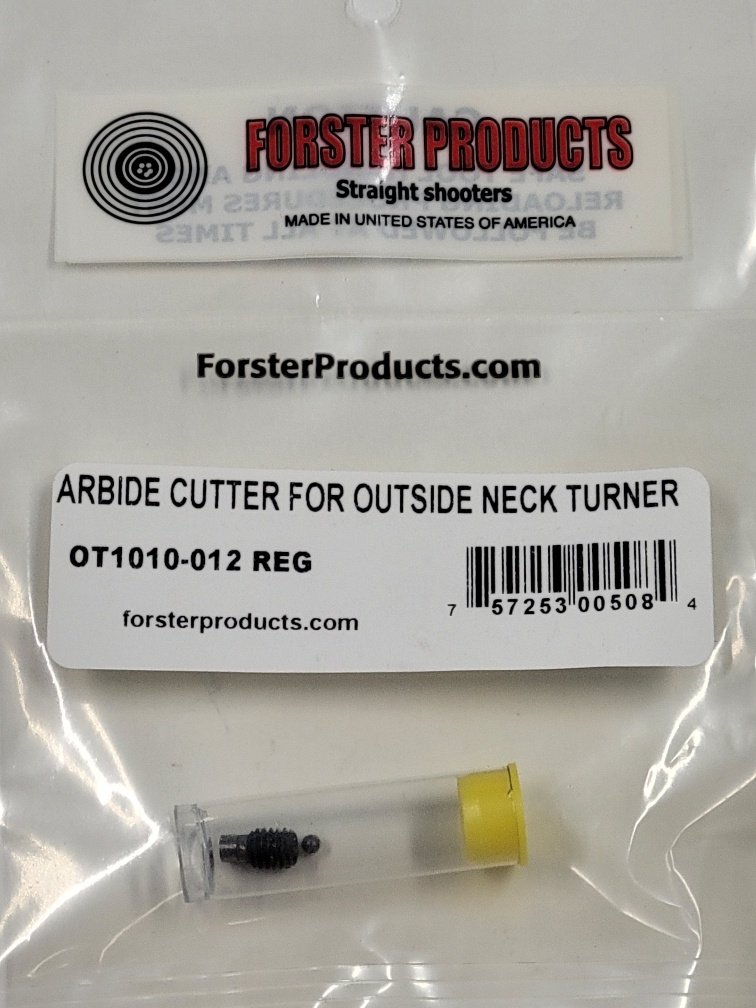 FORSTER PRODUCTS
Straight shooters
MADE IN UNITED STATES OF AMERICA
ForsterProducts.com
ARBIDE CUTTER FOR OUTSIDE NECK TURNER
OT1010-012 REG
7 57253 00508 4
forsterproducts.com